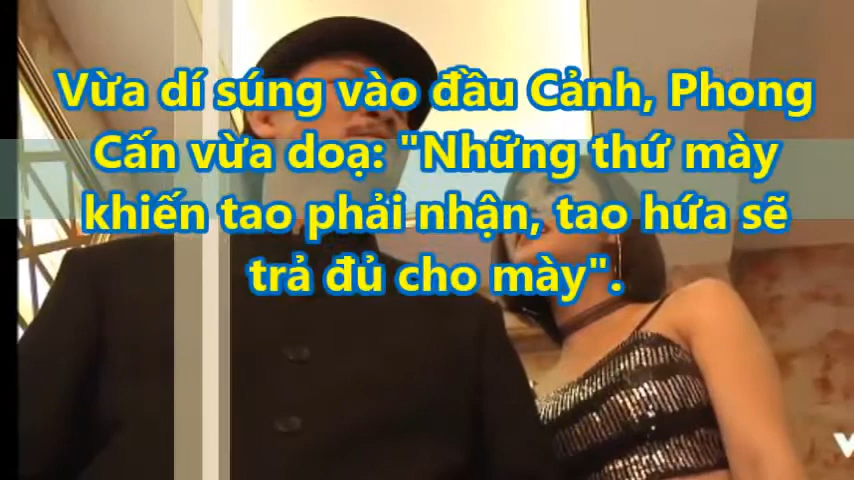 Vừa dí súng vào đầu Cảnh, Phong
Cấn vừa doạ: "Những thứ mày
khiến tao phải nhận, tao hứa sẽ
trả đủ cho mày".
V